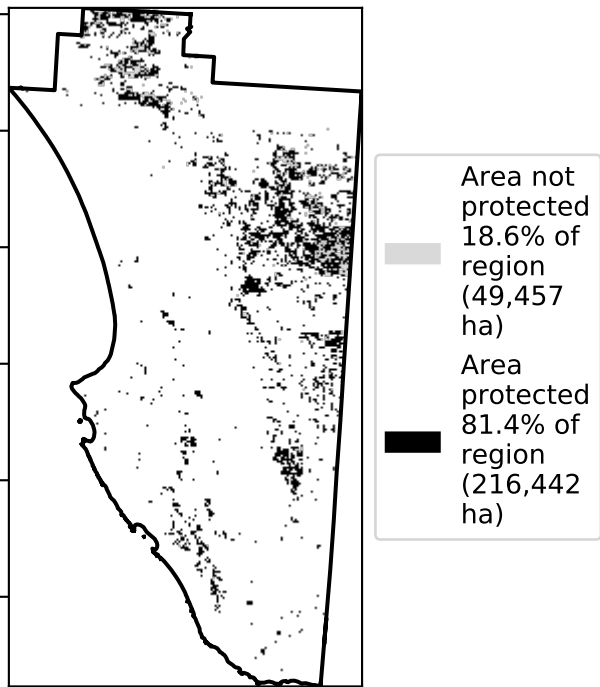 Area not
protected
18.6% of
region
(49,457
ha)
Area
protected
81.4% of
region
(216,442
ha)